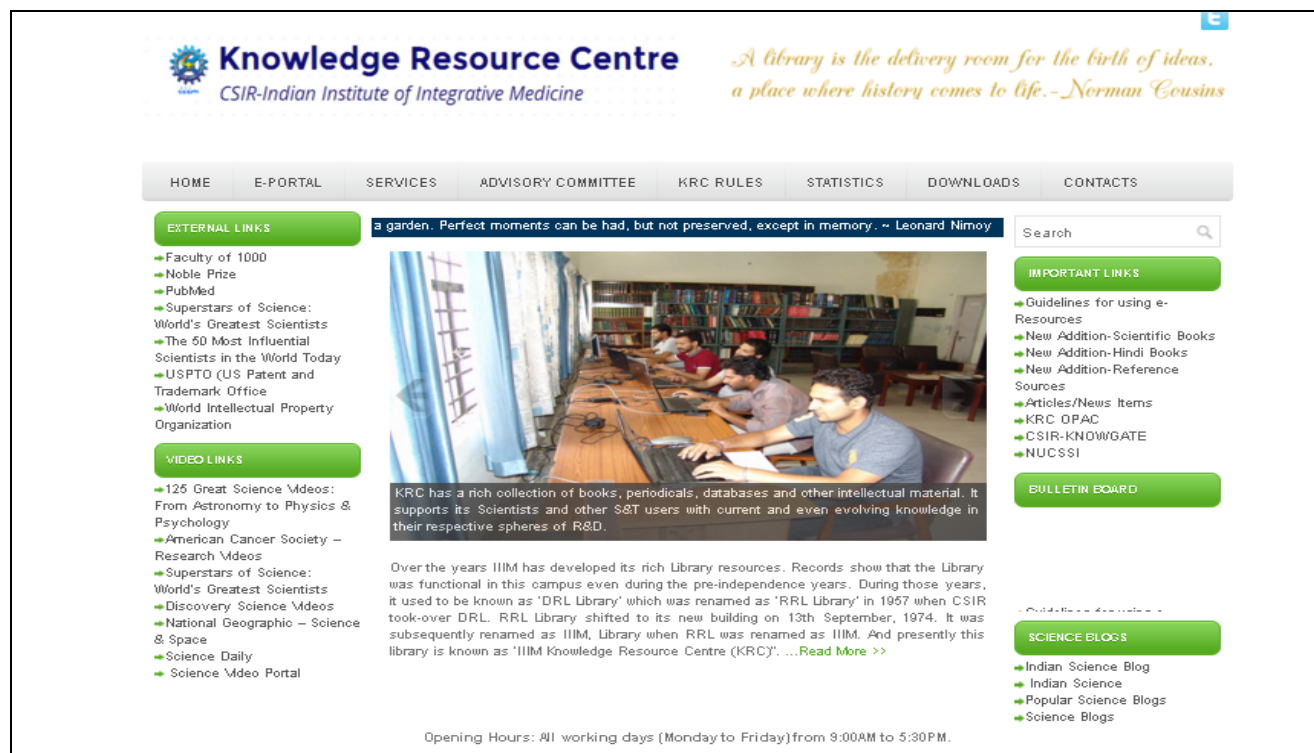 Knowledge Resource Centre
CSIR-Indian Institute of Integrative Medicine
A library is the delivery room for the birth of ideas,
a place where history comes to life.-Norman Cousins
HOME E-PORTAL SERVICES ADVISORY COMMITTEE KRC RULES STATISTICS DOWNLOADS CONTACTS
EXTERNAL LINKS
Faculty of 1000
Noble Prize
PubMed
Superstars of Science:
World's Greatest Scientists
The 50 Most Influential
Scientists in the World Today
USPTO (US Patent and
Trademark Office
World Intellectual Property
Organization
VIDEO LINKS
125 Great Science Videos:
From Astronomy to Physics &
Psychology
American Cancer Society –
Research Videos
Superstars of Science:
World's Greatest Scientists
Discovery Science Videos
National Geographic – Science
& Space
Science Daily
Science Video Portal
a garden. Perfect moments can be had, but not preserved, except in memory. ~ Leonard Nimoy
KRC has a rich collection of books, periodicals, databases and other intellectual material. It
supports its Scientists and other S&T users with current and even evolving knowledge in
their respective spheres of R&D.
Over the years IIIM has developed its rich Library resources. Records show that the Library
was functional in this campus even during the pre-independence years. During those years,
it used to be known as 'DRL Library' which was renamed as 'RRL Library' in 1957 when CSIR
took-over DRL. RRL Library shifted to its new building on 13th September, 1974. It was
subsequently renamed as IIIM, Library when RRL was renamed as IIIM. And presently this
library is known as 'IIIM Knowledge Resource Centre (KRC)'. ...Read More >>
Opening Hours: All working days (Monday to Friday)from 9:00AM to 5:30PM.
Search
IMPORTANT LINKS
Guidelines for using e-
Resources
New Addition-Scientific Books
New Addition-Hindi Books
New Addition-Reference
Sources
Articles/News Items
KRC OPAC
CSIR-KNOWGATE
NUCSSI
BULLETIN BOARD
Guidelines for using e-
SCIENCE BLOGS
Indian Science Blog
Indian Science
Popular Science Blogs
Science Blogs